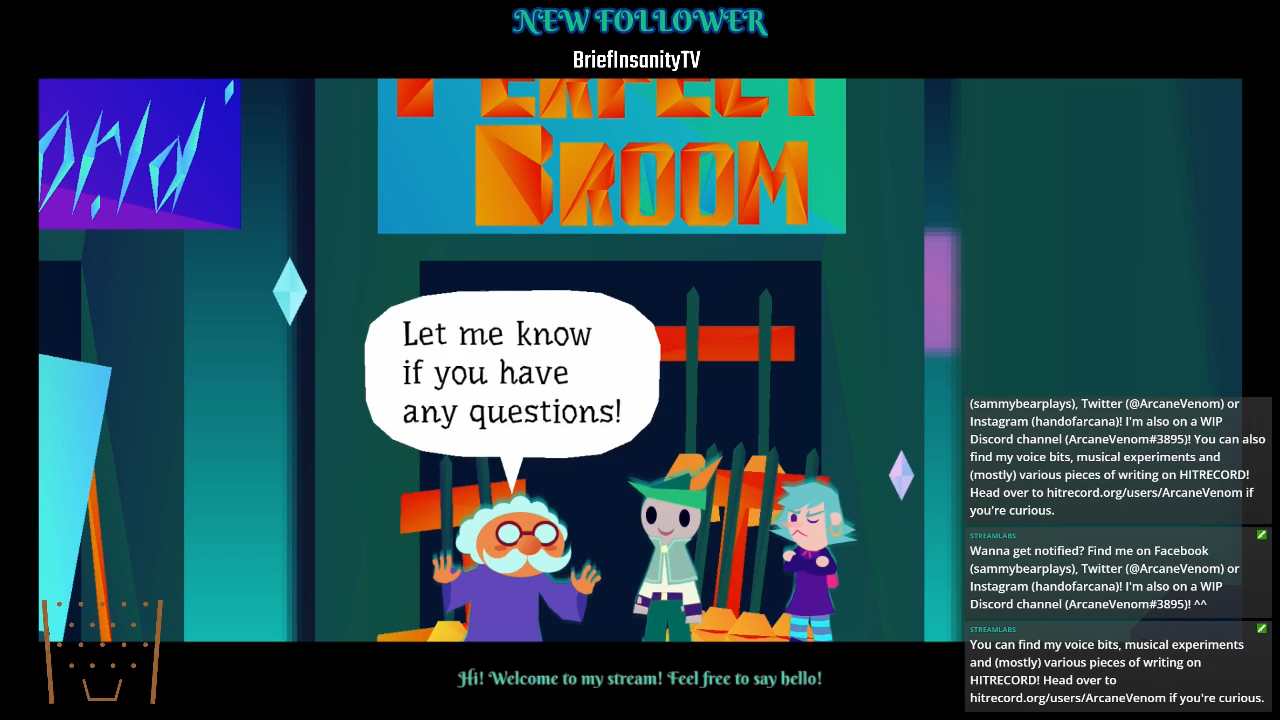 NEW FOLLOWER
BriefInsanityTV
orld
PERFECT
BROOM
Let me know
if you have
any questions!
(sammybearplays), Twitter (@ArcaneVenom) or
Instagram (handofarcana)! I'm also on a WIP
Discord channel (ArcaneVenom#3895)! You can also
find my voice bits, musical experiments and
(mostly) various pieces of writing on HITRECORD!
Head over to hitrecord.org/users/ArcaneVenom if
you're curious.
STREAMLABS
Wanna get notified? Find me on Facebook
(sammybearplays), Twitter (@ArcaneVenom) or
Instagram (handofarcana)! I'm also on a WIP
Discord channel (ArcaneVenom#3895)! ^^
STREAMLABS
You can find my voice bits, musical experiments
and (mostly) various pieces of writing on
HITRECORD! Head over to
hitrecord.org/users/ArcaneVenom if you're curious.
Hi! Welcome to my stream! Feel free to say hello!